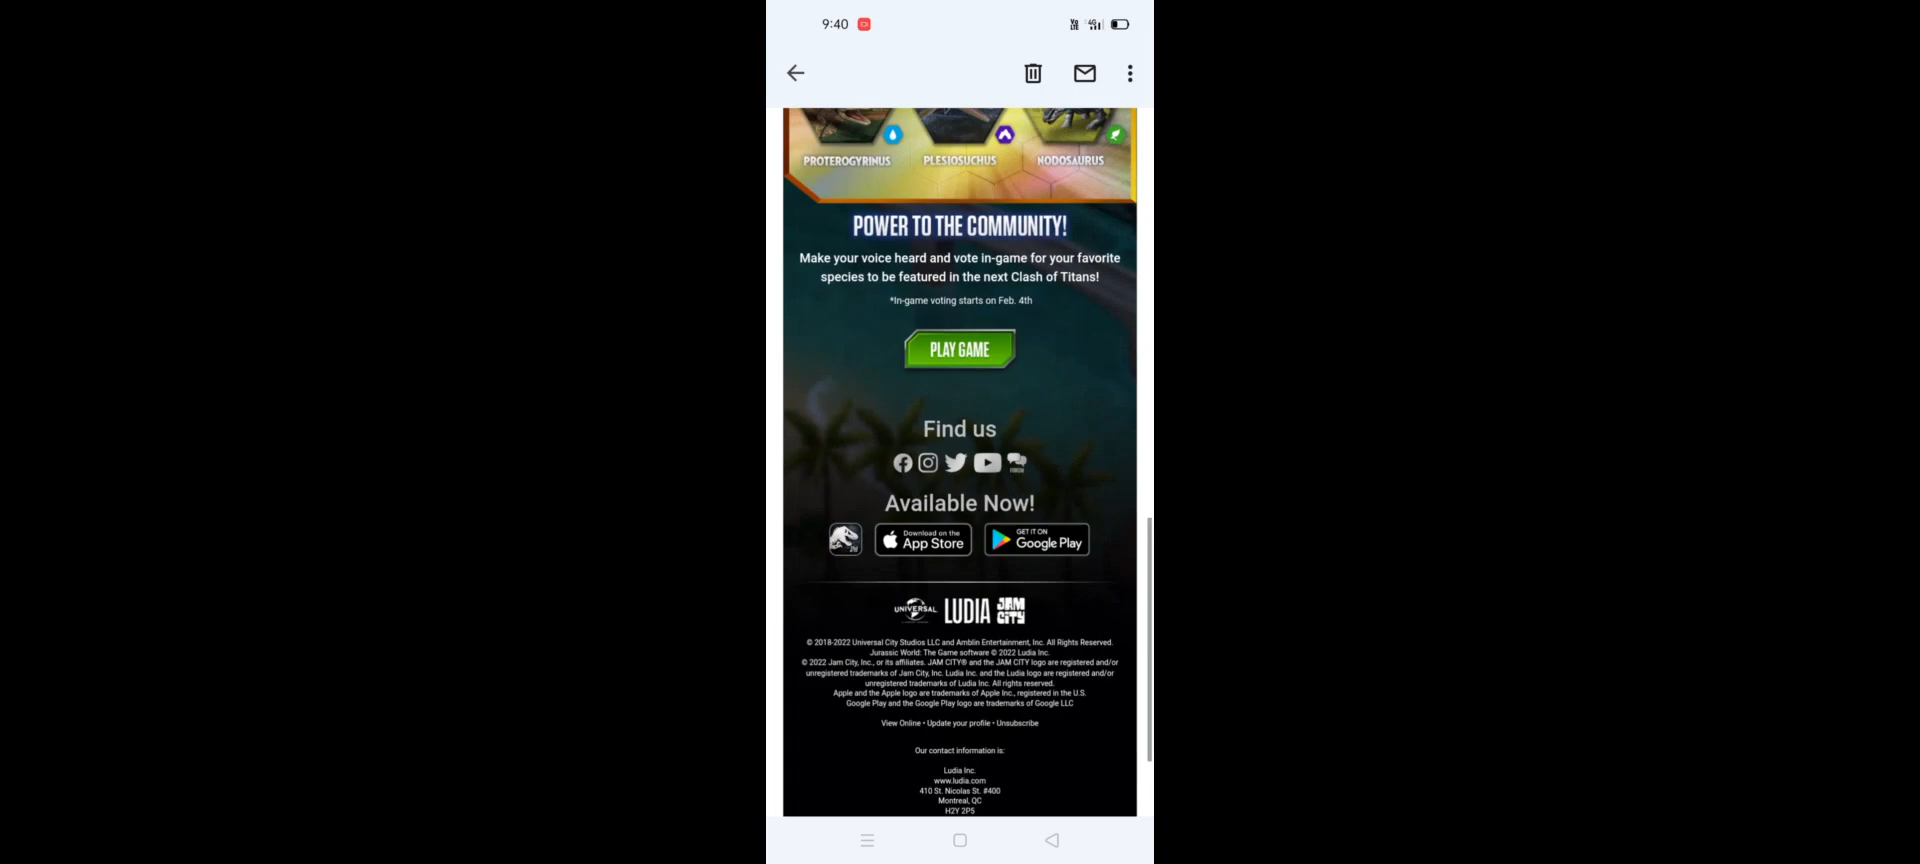 9:40
Vo LTE 4G
PROTEROGYRINUS PLESIOSUCHUS NODOSAURUS
POWER TO THE COMMUNITY!
Make your voice heard and vote in-game for your favorite
species to be featured in the next Clash of Titans!
*In-game voting starts on Feb. 4th
PLAY GAME
Find us
FORUM
Available Now!
Download on the App Store
GET IT ON Google Play
UNIVERSAL LUDIA JAM CITY
© 2018-2022 Universal City Studios LLC and Amblin Entertainment, Inc. All Rights Reserved.
Jurassic World: The Game software © 2022 Ludia Inc.
© 2022 Jam City, Inc., or its affiliates. JAM CITY® and the JAM CITY logo are registered and/or
unregistered trademarks of Jam City, Inc. Ludia Inc. and the Ludia logo are registered and/or
unregistered trademarks of Ludia Inc. All rights reserved.
Apple and the Apple logo are trademarks of Apple Inc., registered in the U.S.
Google Play and the Google Play logo are trademarks of Google LLC
View Online • Update your profile • Unsubscribe
Our contact information is:
Ludia Inc.
www.ludia.com
410 St. Nicolas St. #400
Montreal, QC
H2Y 2P5